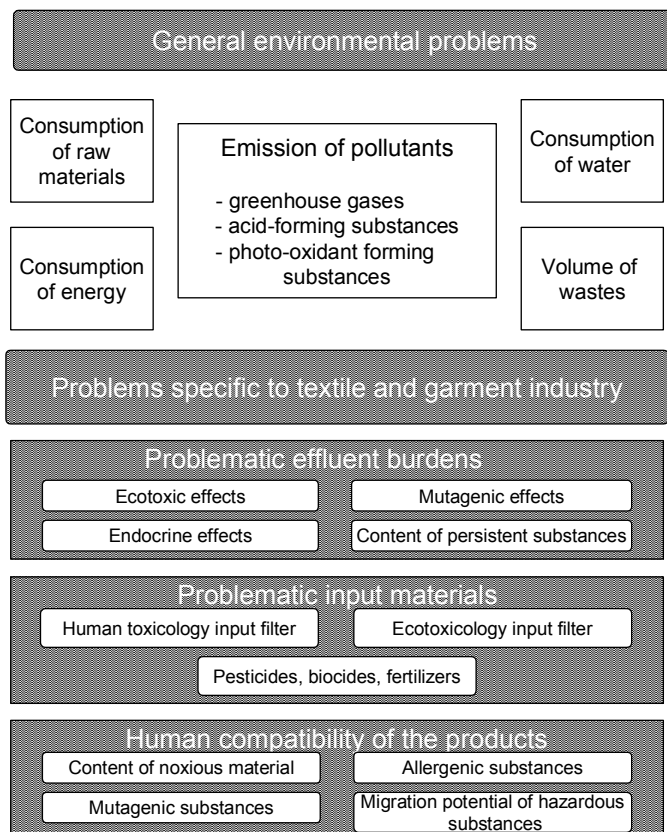 General environmental problems
Consumption
of raw
materials
Emission of pollutants
- greenhouse gases
- acid-forming substances
- photo-oxidant forming
substances
Consumption
of water
Consumption
of energy
Volume of
wastes
Problems specific to textile and garment industry
Problematic effluent burdens
Ecotoxic effects
Mutagenic effects
Endocrine effects
Content of persistent substances
Problematic input materials
Human toxicology input filter
Ecotoxicology input filter
Pesticides, biocides, fertilizers
Human compatibility of the products
Content of noxious material
Allergenic substances
Mutagenic substances
Migration potential of hazardous
substances